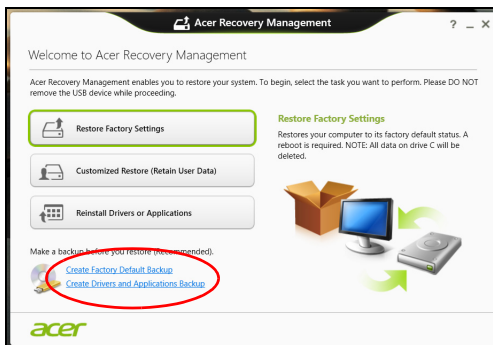 Acer Recovery Management
? _ ×
Welcome to Acer Recovery Management
Acer Recovery Management enables you to restore your system. To begin, select the task you want to perform. Please DO NOT
remove the USB device while proceeding.
Restore Factory Settings
Customized Restore (Retain User Data)
Reinstall Drivers or Applications
Restore Factory Settings
Restores your computer to its factory default status. A
reboot is required. NOTE: All data on drive C will be
deleted.
Make a backup before you restore (Recommended).
Create Factory Default Backup
Create Drivers and Applications Backup
acer